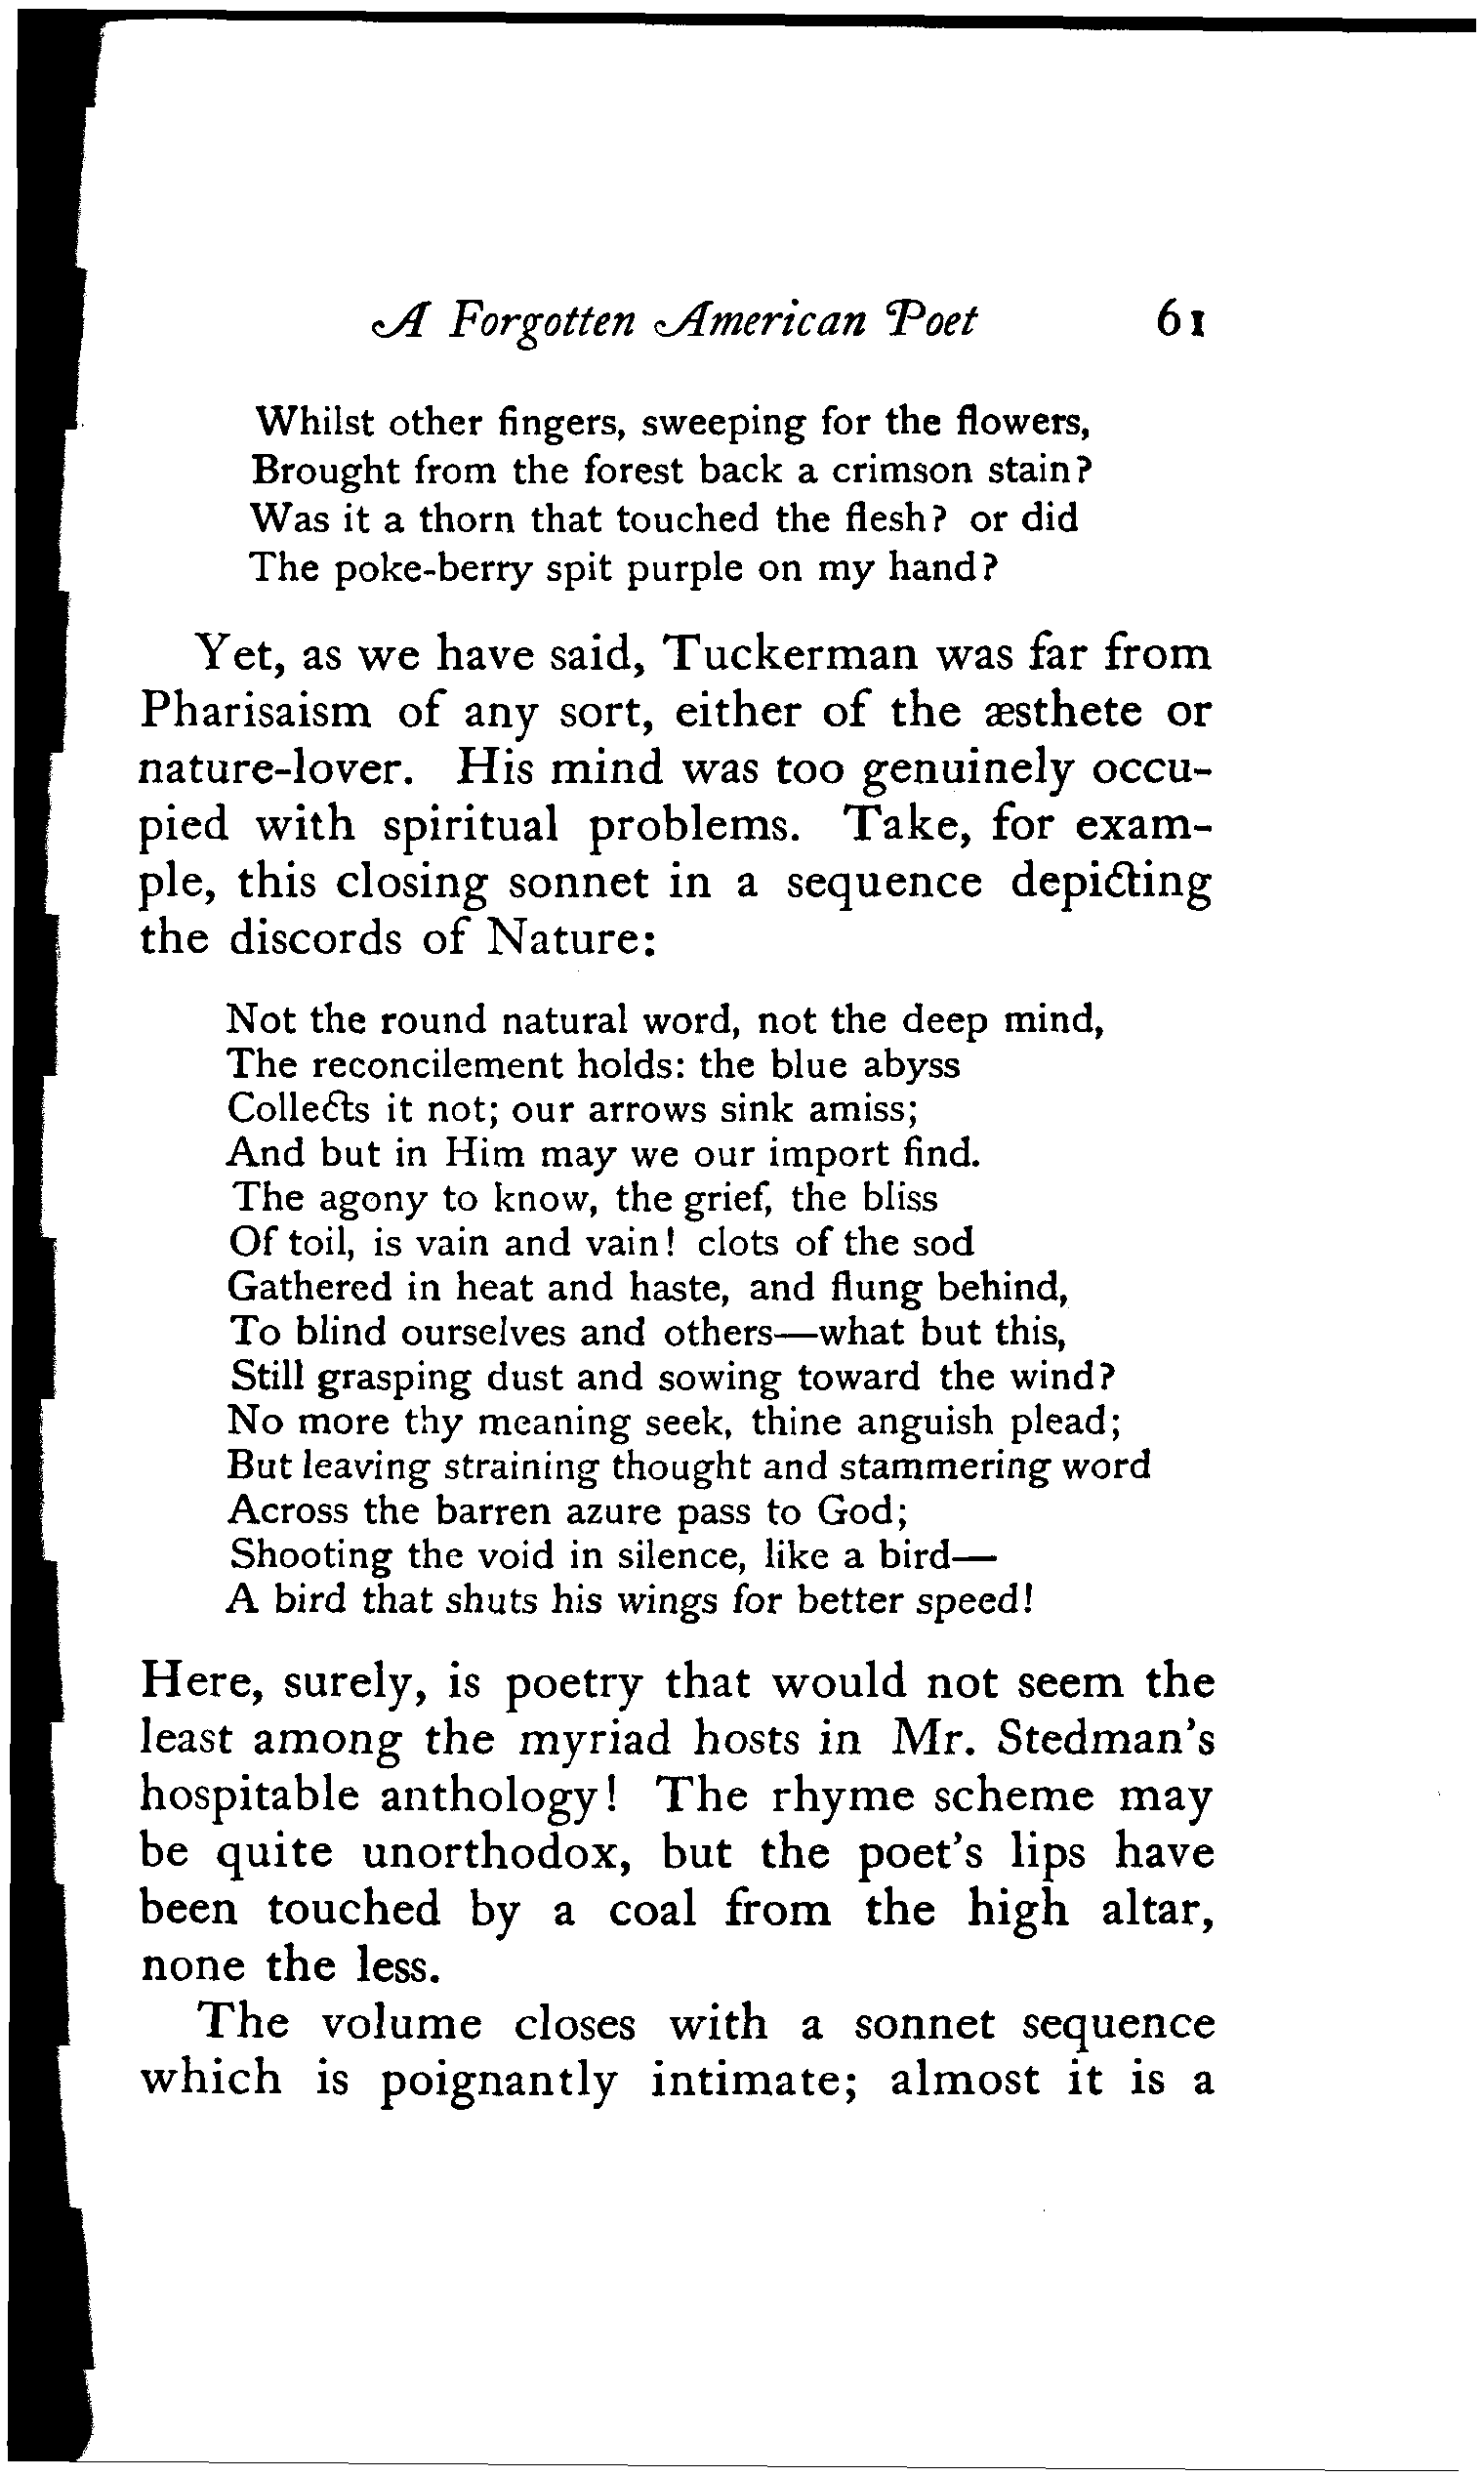 A Forgotten American Poet 61
Whilst other fingers, sweeping for the flowers,
Brought from the forest back a crimson stain?
Was it a thorn that touched the flesh? or did
The poke-berry spit purple on my hand?
Yet, as we have said, Tuckerman was far from
Pharisaism of any sort, either of the æsthete or
nature-lover. His mind was too genuinely occu-
pied with spiritual problems. Take, for exam-
ple, this closing sonnet in a sequence depicting
the discords of Nature:
Not the round natural word, not the deep mind,
The reconcilement holds: the blue abyss
Collects it not; our arrows sink amiss;
And but in Him may we our import find.
The agony to know, the grief, the bliss
Of toil, is vain and vain! clots of the sod
Gathered in heat and haste, and flung behind,
To blind ourselves and others—what but this,
Still grasping dust and sowing toward the wind?
No more thy meaning seek, thine anguish plead;
But leaving straining thought and stammering word
Across the barren azure pass to God;
Shooting the void in silence, like a bird—
A bird that shuts his wings for better speed!
Here, surely, is poetry that would not seem the
least among the myriad hosts in Mr. Stedman's
hospitable anthology! The rhyme scheme may
be quite unorthodox, but the poet's lips have
been touched by a coal from the high altar,
none the less.
The volume closes with a sonnet sequence
which is poignantly intimate; almost it is a